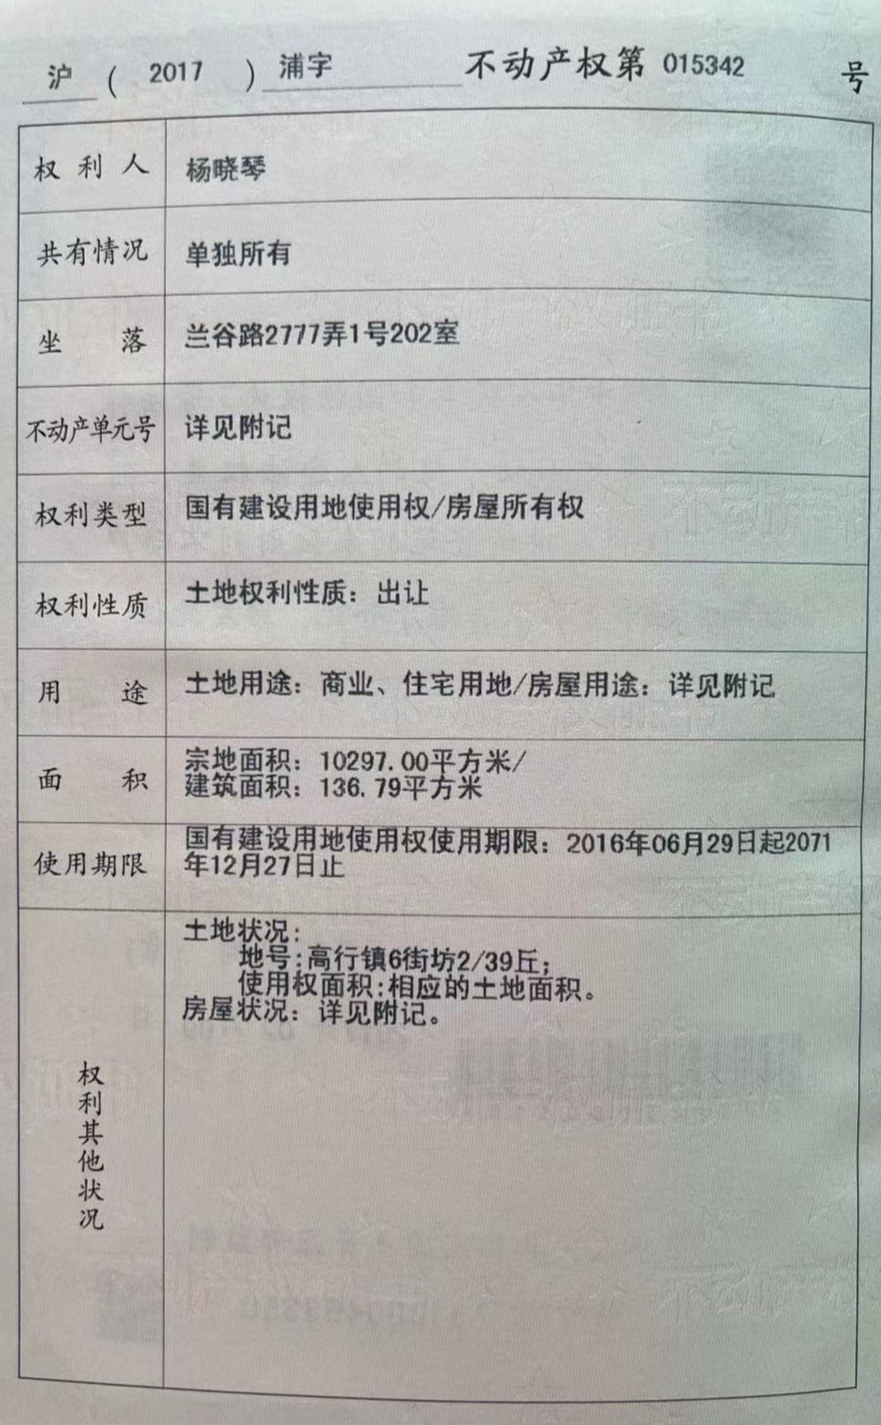 沪 ( 2017 ) 浦字 不动产权第 015342 号
权利人 杨晓琴
共有情况 单独所有
坐落 兰谷路2777弄1号202室
不动产单元号 详见附记
权利类型 国有建设用地使用权/房屋所有权
权利性质 土地权利性质：出让
用途 土地用途：商业、住宅用地/房屋用途：详见附记
面积 宗地面积：10297.00平方米/
建筑面积：136.79平方米
使用期限 国有建设用地使用权使用期限：2016年06月29日起2071
年12月27日止
权利其他状况 土地状况：
地号:高行镇6街坊2/39丘；
使用权面积:相应的土地面积。
房屋状况：详见附记。